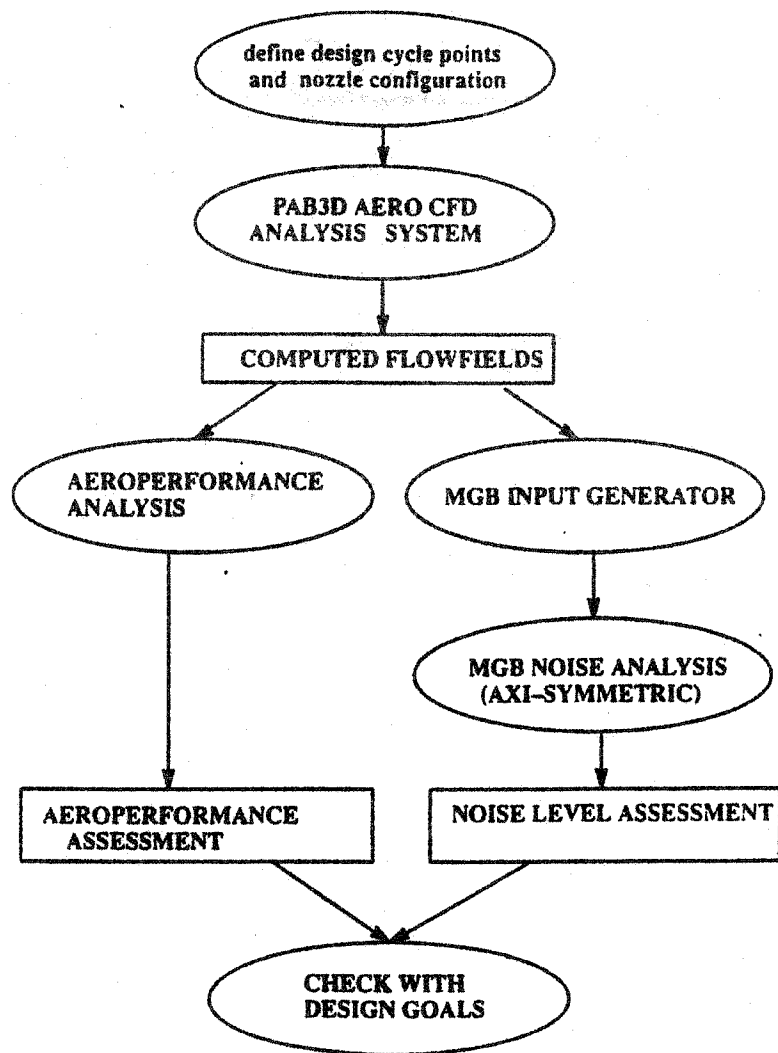 define design cycle points
and nozzle configuration
PAB3D AERO CFD
ANALYSIS SYSTEM
COMPUTED FLOWFIELDS
AEROPERFORMANCE
ANALYSIS
MGB INPUT GENERATOR
MGB NOISE ANALYSIS
(AXI–SYMMETRIC)
AEROPERFORMANCE
ASSESSMENT
NOISE LEVEL ASSESSMENT
CHECK WITH
DESIGN GOALS